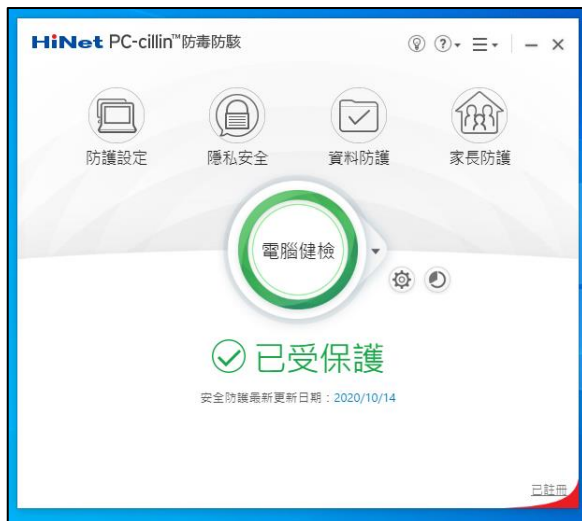 HiNet PC-cillin™防毒防駭
防護設定 隱私安全 資料防護 家長防護
電腦健檢
已受保護
安全防護最新更新日期：2020/10/14
已註冊